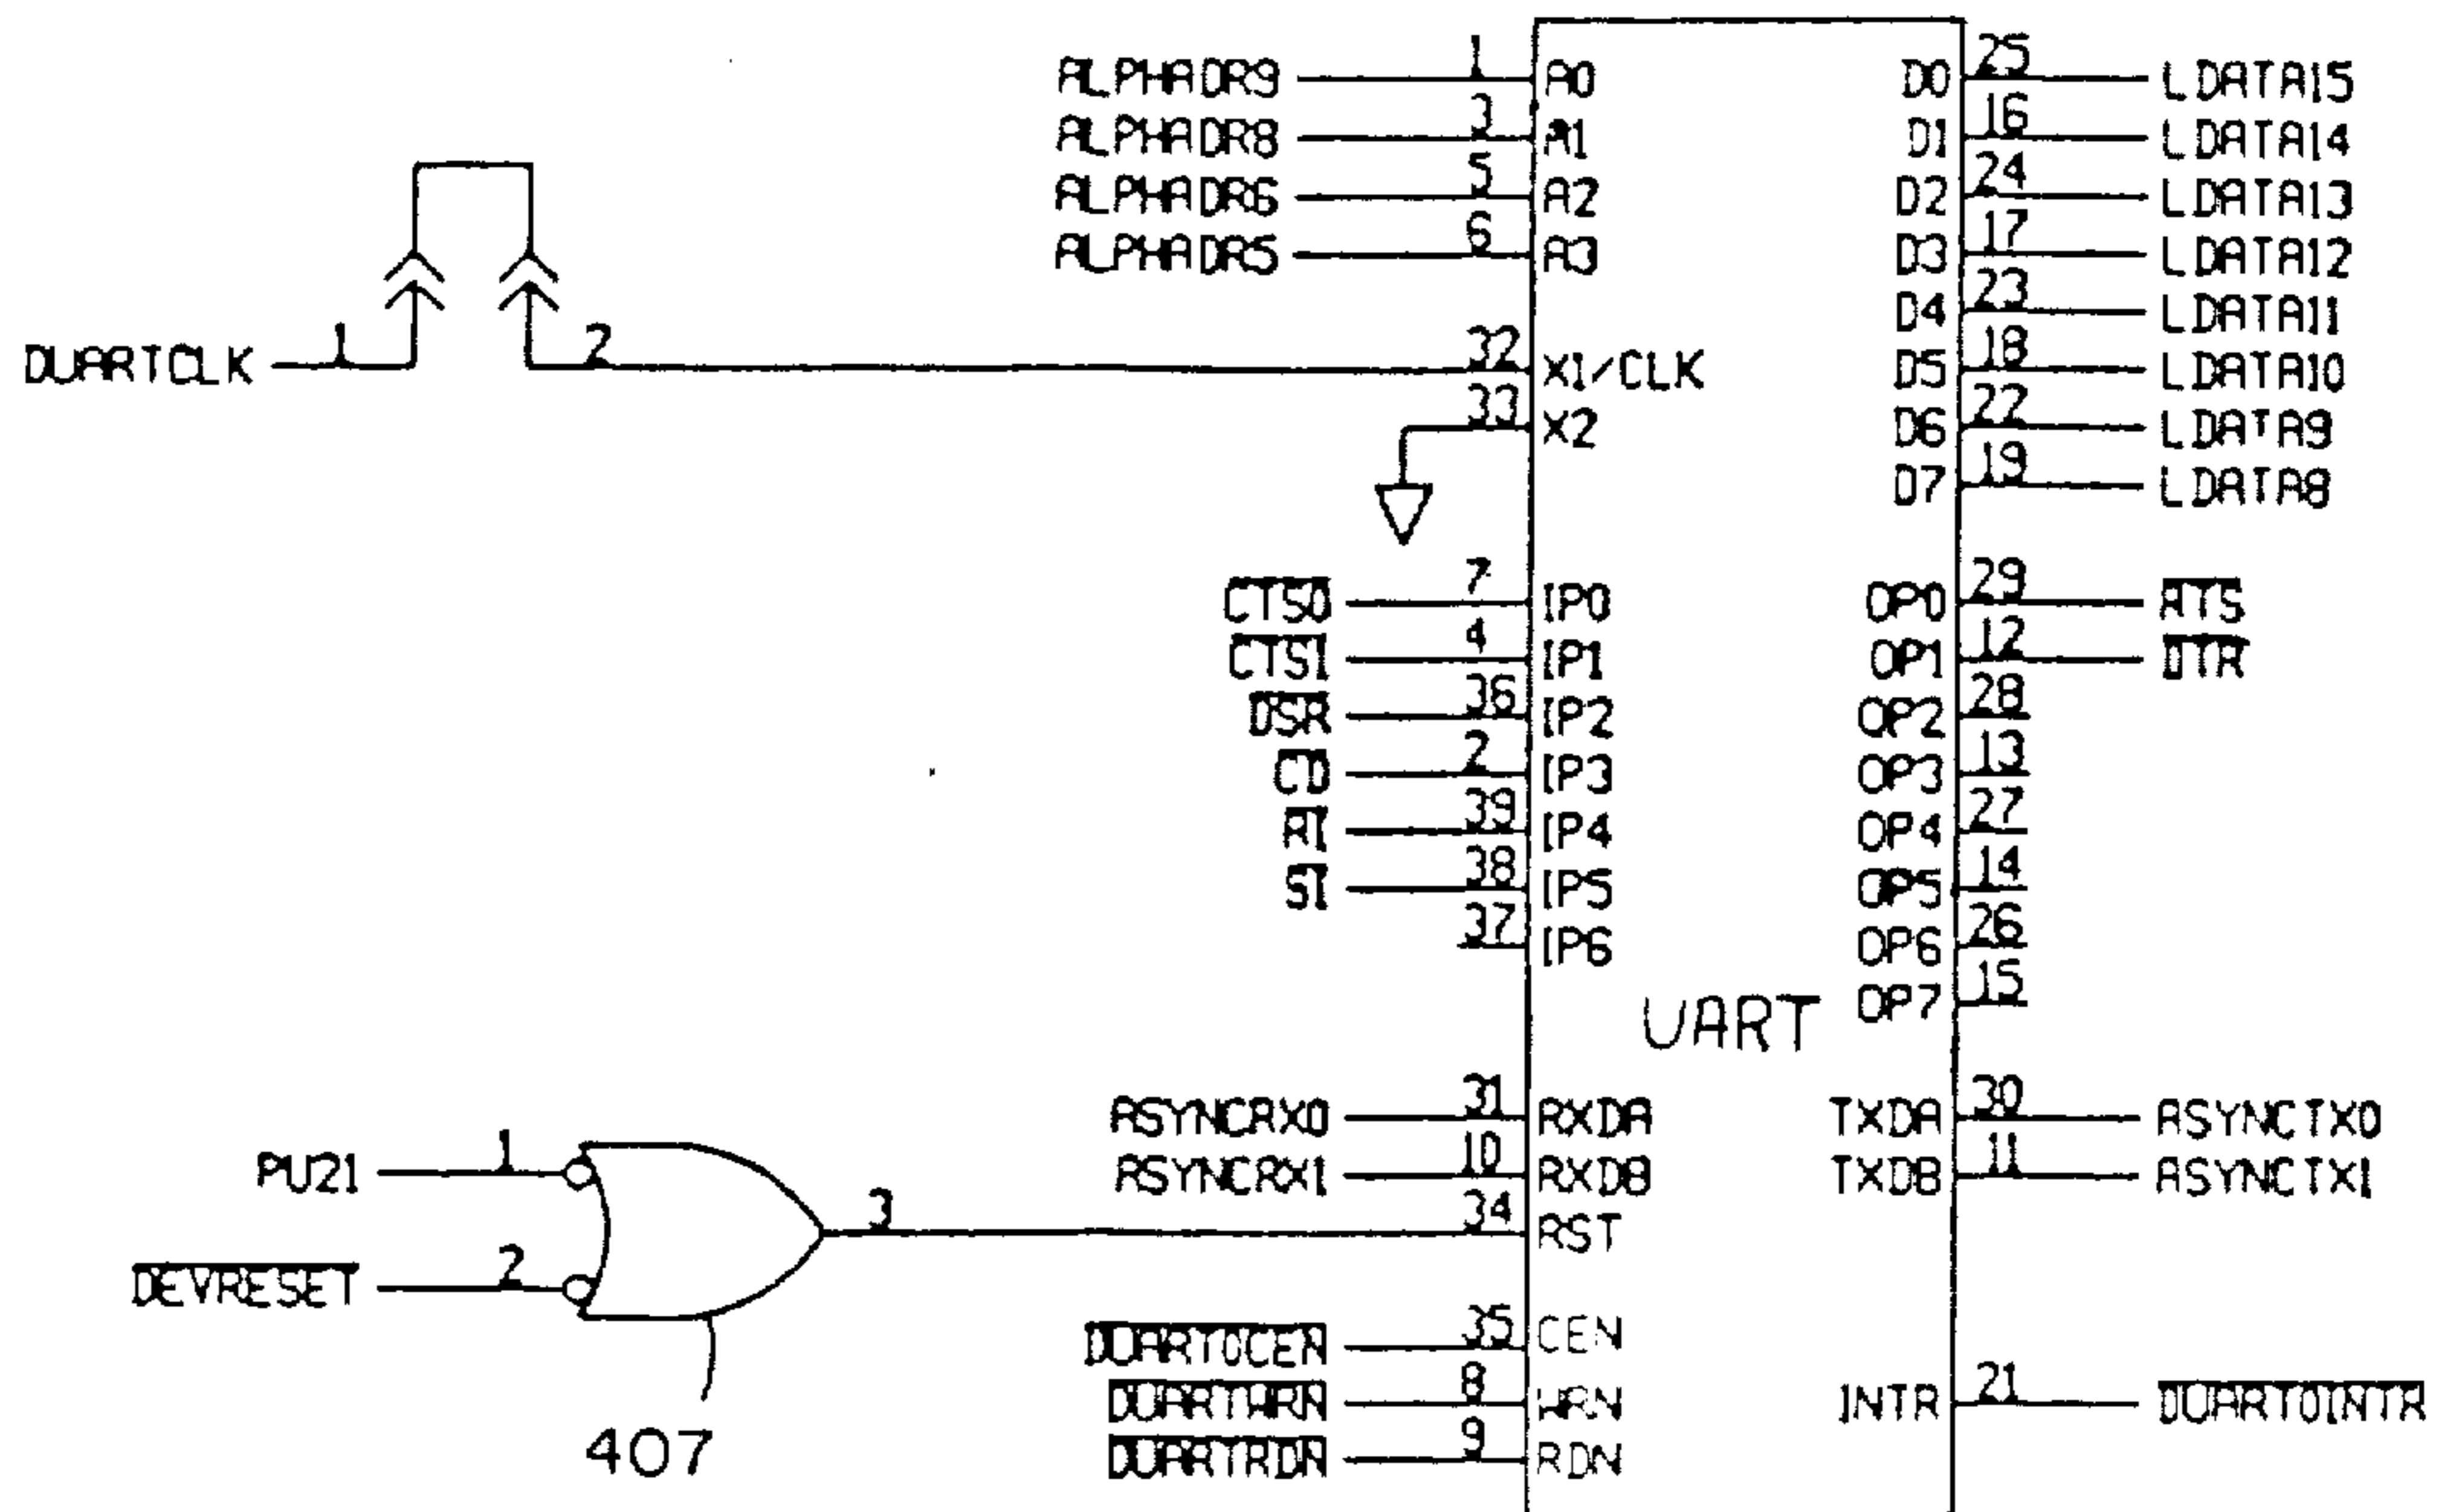 ALPHADR9 1 A0 D0 25 LDATA15
ALPHADR8 3 A1 D1 16 LDATA14
ALPHADR6 5 A2 D2 24 LDATA13
ALPHADR5 6 A3 D3 17 LDATA12
D4 23 LDATA11
DUARTCLK 1 2 32 X1/CLK D5 18 LDATA10
33 X2 D6 22 LDATA9
D7 19 LDATA8
CTS0 7 IP0 OP0 29 RTS
CTS1 4 IP1 OP1 12 DTR
DSR 36 IP2 OP2 28
CD 2 IP3 OP3 13
RI 39 IP4 OP4 27
SI 38 IP5 OP5 14
37 IP6 OP6 26
OP7 15
UART
ASYNCRX0 31 RXDA TXDA 30 ASYNCTX0
PU21 1 ASYNCRX1 10 RXDB TXDB 11 ASYNCTX1
3 34 RST
DEVRESET 2
DUART0CEN 35 CEN
DUARTWRN 8 WRN INTR 21 DUART0INTR
407 DUARTRDN 9 RDN